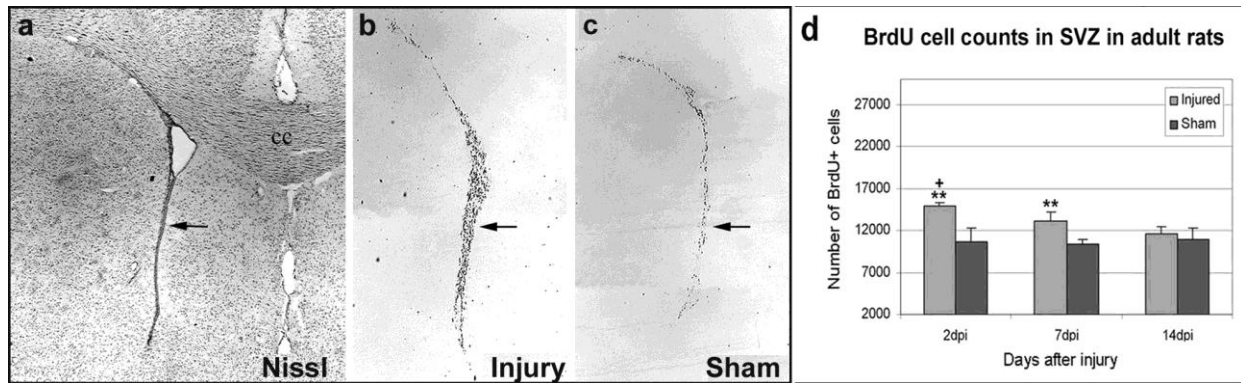 a
cc
Nissl
b
Injury
c
Sham
d
BrdU cell counts in SVZ in adult rats
Number of BrdU+ cells
27000
22000
17000
12000
7000
2000
+
**
**
Injured
Sham
2dpi 7dpi 14dpi
Days after injury